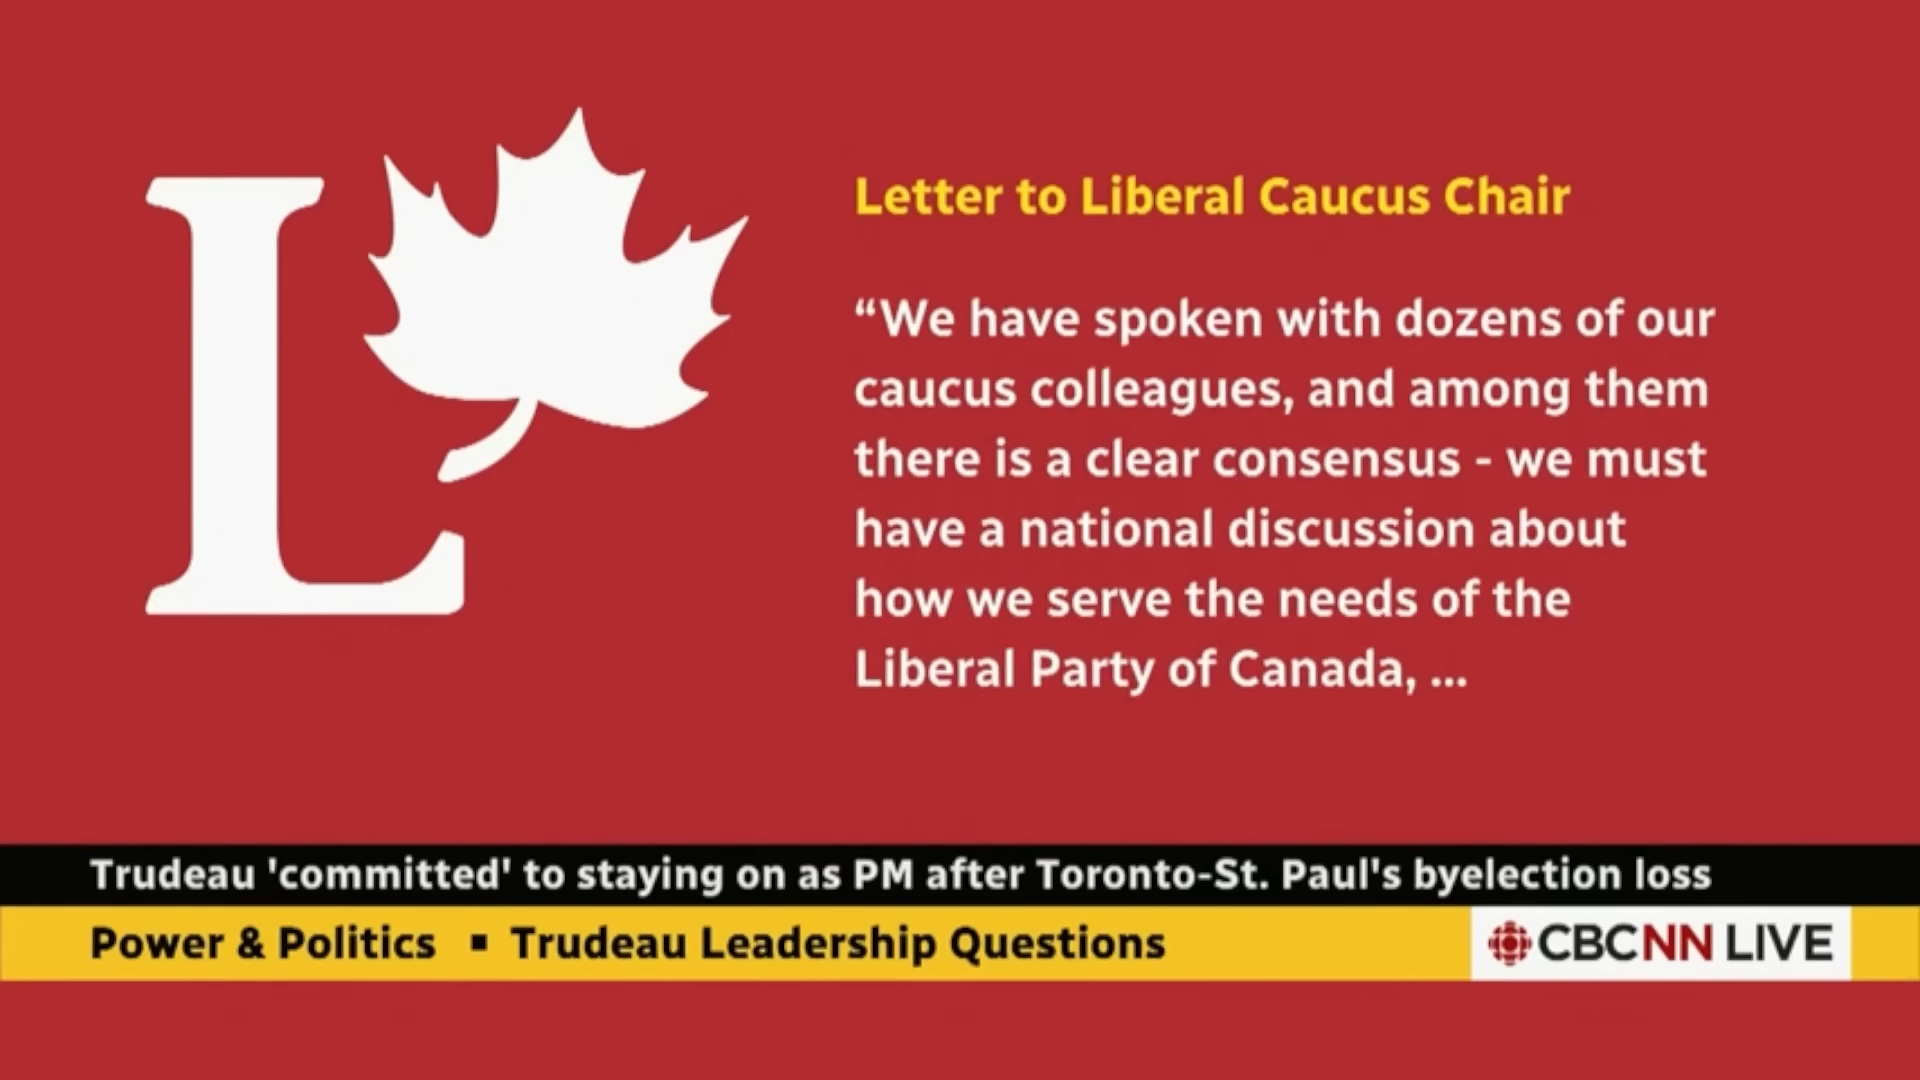 L
Letter to Liberal Caucus Chair
“We have spoken with dozens of our
caucus colleagues, and among them
there is a clear consensus - we must
have a national discussion about
how we serve the needs of the
Liberal Party of Canada, ...
Trudeau 'committed' to staying on as PM after Toronto-St. Paul's byelection loss
Power & Politics ▪ Trudeau Leadership Questions
CBCNN LIVE